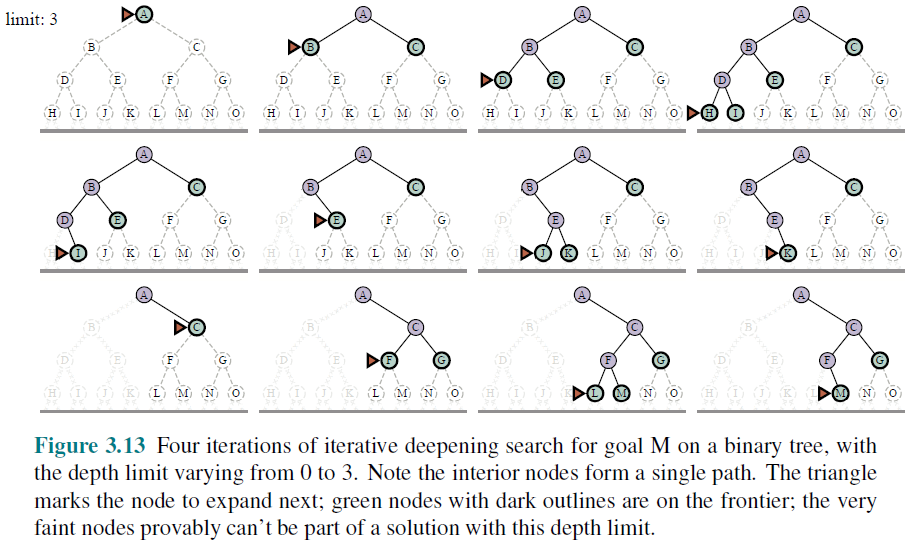 limit: 3
A A A A
B C B C B C B C
D E F G D E F G D E F G D E F G
H I J K L M N O H I J K L M N O H I J K L M N O H I J K L M N O
A A A A
B C B C B C B C
D E F G D E F G D E F G D E F G
I J K L M N O H I J K L M N O H I J K L M N O H I K L M N O
A A A A
B C B C B C B C
D E F G D E F G D E F G D E F G
H I J K L M N O H I J K L M N O H I J L M N O H I J K M N O
Figure 3.13 Four iterations of iterative deepening search for goal M on a binary tree, with
the depth limit varying from 0 to 3. Note the interior nodes form a single path. The triangle
marks the node to expand next; green nodes with dark outlines are on the frontier; the very
faint nodes provably can't be part of a solution with this depth limit.